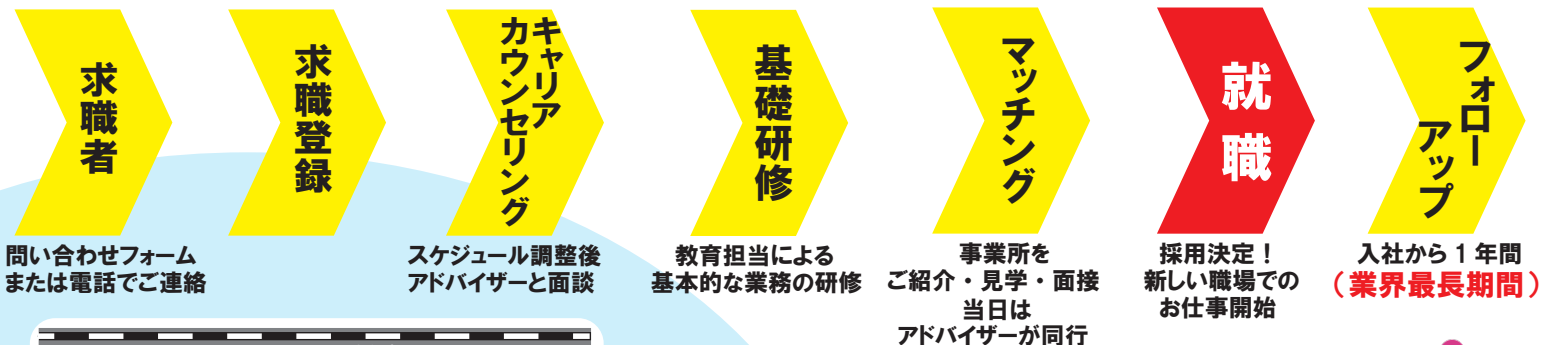 求職者
問い合わせフォーム
または電話でご連絡
求職登録
キャリア
カウンセリング
スケジュール調整後
アドバイザーと面談
基礎研修
教育担当による
基本的な業務の研修
マッチング
事業所を
ご紹介・見学・面接
当日は
アドバイザーが同行
就職
採用決定！
新しい職場での
お仕事開始
フォロー
アップ
入社から1年間
（業界最長期間）